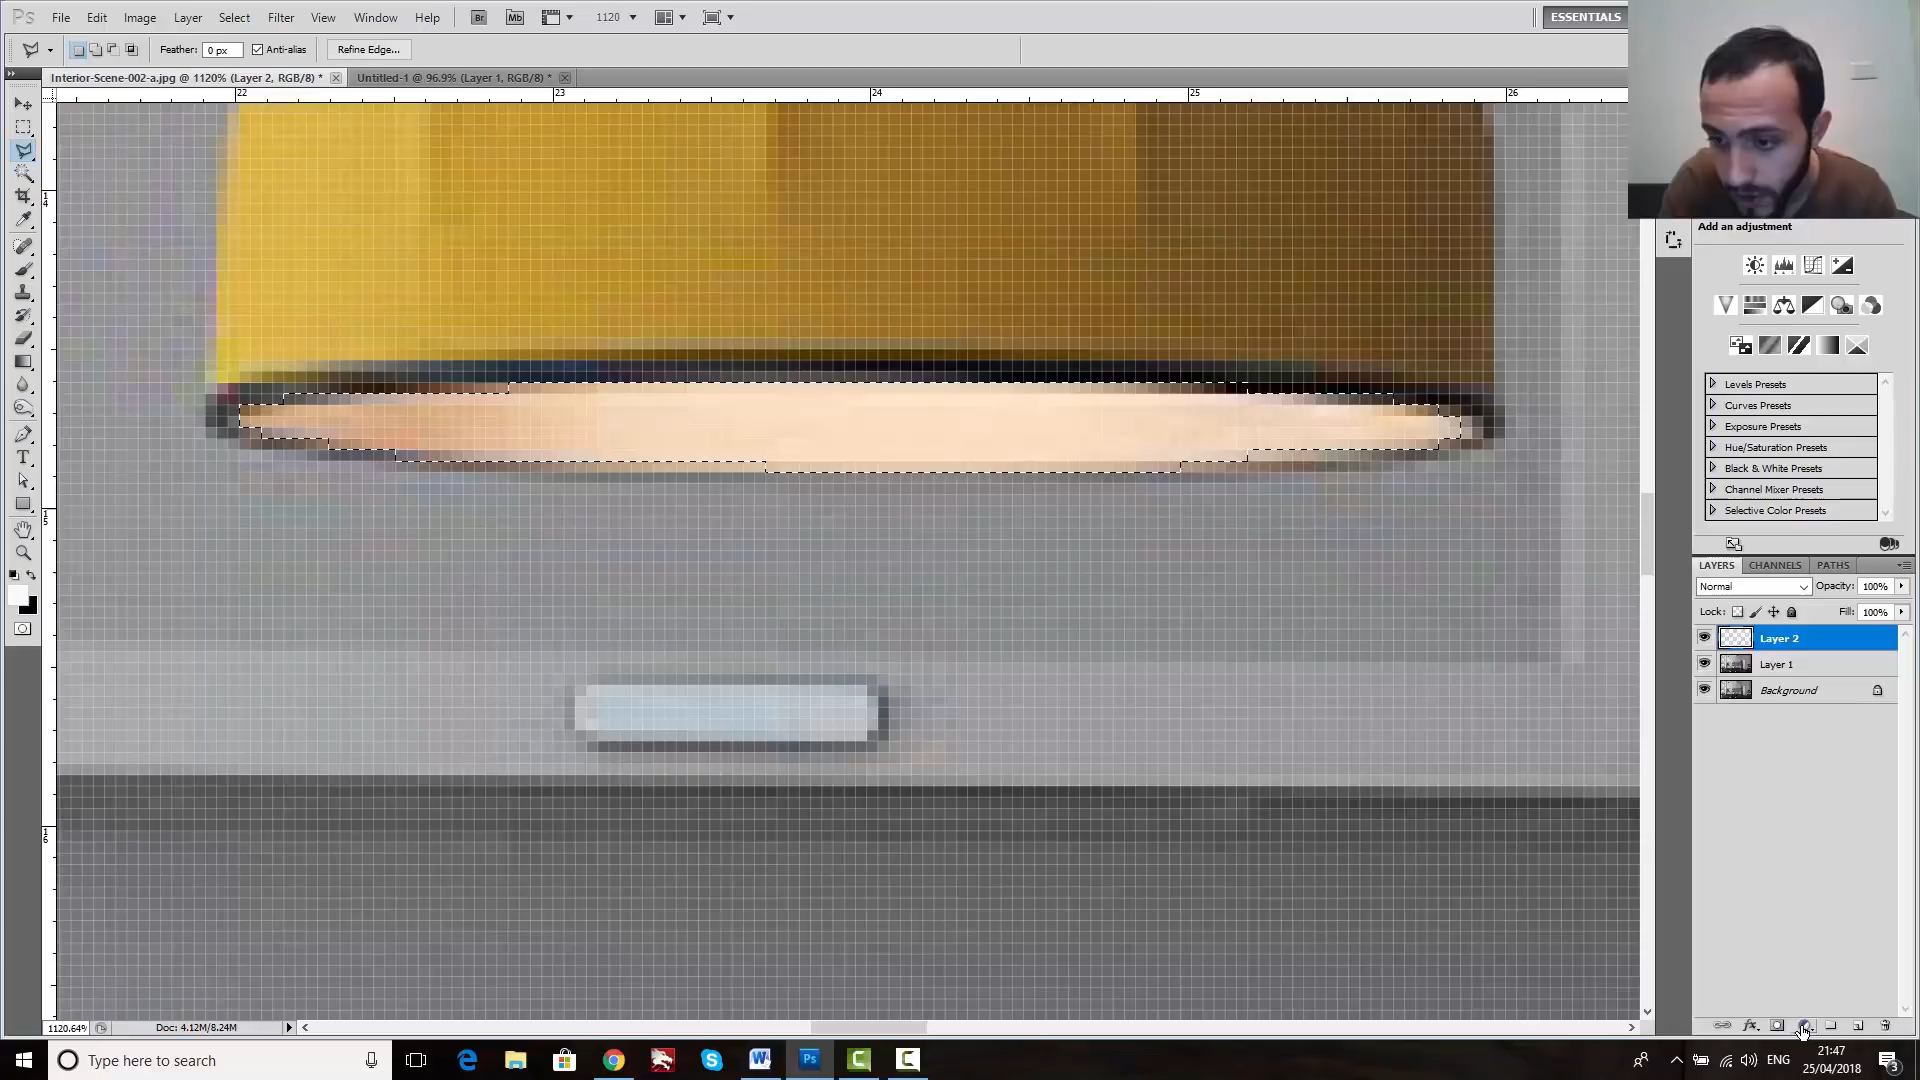 Ps File Edit Image Layer Select Filter View Window Help Br Mb 1120 ESSENTIALS
Feather: 0 px Anti-alias Refine Edge...
Interior-Scene-002-a.jpg @ 1120% (Layer 2, RGB/8) * Untitled-1 @ 96.9% (Layer 1, RGB/8) *
22 23 24 25 26
14
15
16
Add an adjustment
Levels Presets
Curves Presets
Exposure Presets
Hue/Saturation Presets
Black & White Presets
Channel Mixer Presets
Selective Color Presets
LAYERS CHANNELS PATHS
Normal Opacity: 100%
Lock: Fill: 100%
Layer 2
Layer 1
Background
fx
1120.64% Doc: 4.12M/8.24M
Type here to search
ENG
21:47
25/04/2018
3